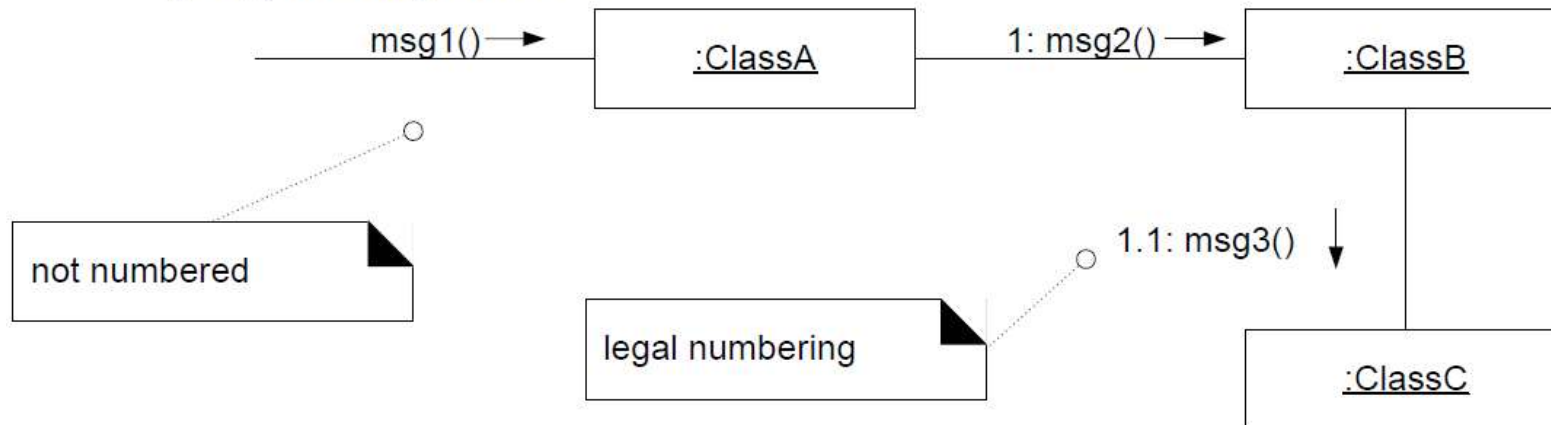 msg1()
:ClassA
1: msg2()
:ClassB
not numbered
1.1: msg3()
legal numbering
:ClassC